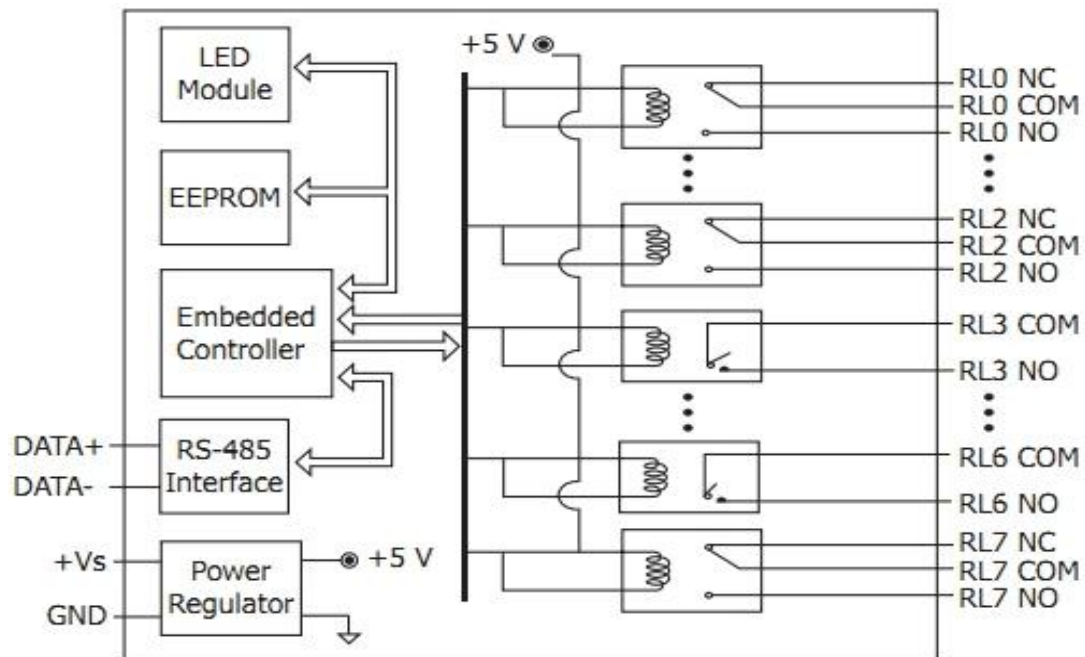 LED
Module
EEPROM
Embedded
Controller
DATA+
DATA-
RS-485
Interface
+Vs
GND
Power
Regulator
+5 V
+5 V
RL0 NC
RL0 COM
RL0 NO
RL2 NC
RL2 COM
RL2 NO
RL3 COM
RL3 NO
RL6 COM
RL6 NO
RL7 NC
RL7 COM
RL7 NO